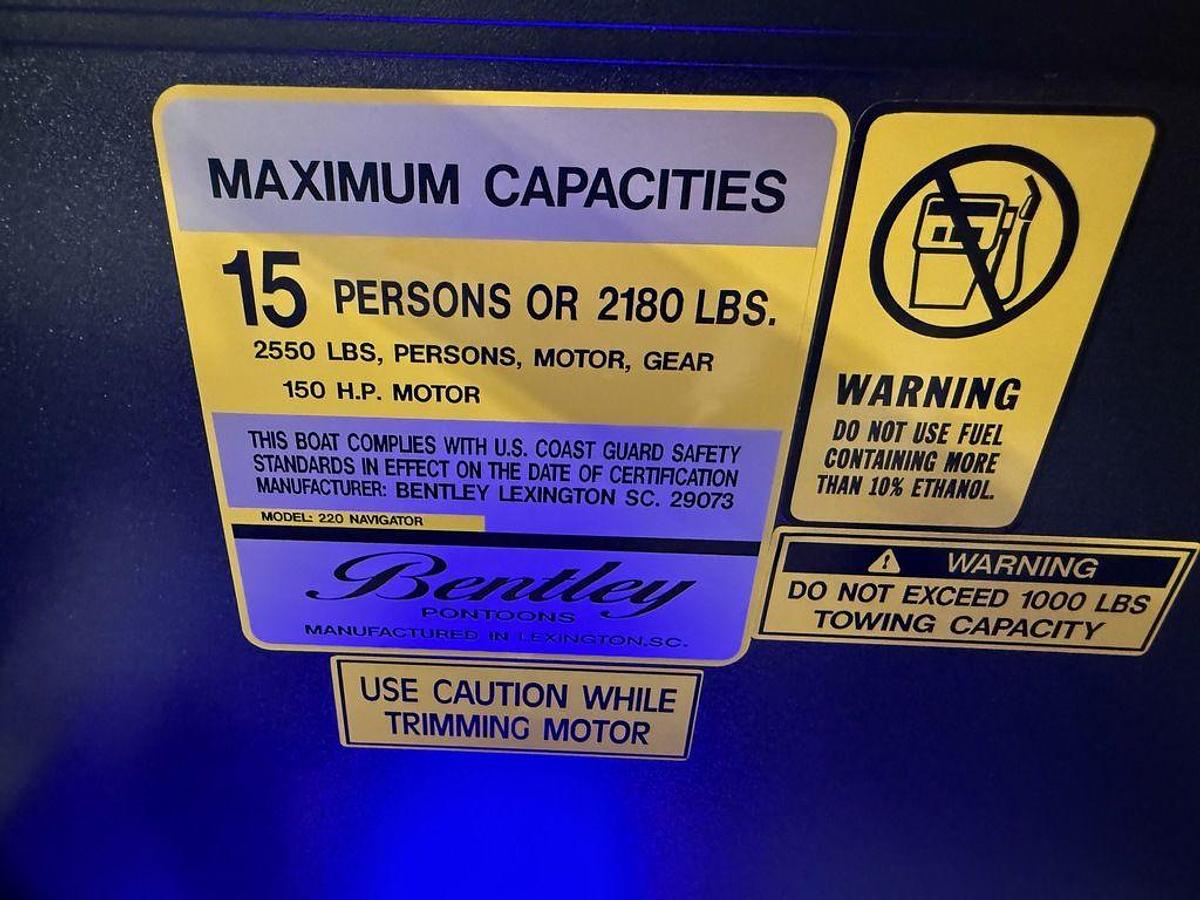 MAXIMUM CAPACITIES
15 PERSONS OR 2180 LBS.
2550 LBS, PERSONS, MOTOR, GEAR
150 H.P. MOTOR
THIS BOAT COMPLIES WITH U.S. COAST GUARD SAFETY
STANDARDS IN EFFECT ON THE DATE OF CERTIFICATION
MANUFACTURER: BENTLEY LEXINGTON SC. 29073
MODEL: 220 NAVIGATOR
Bentley
PONTOONS
MANUFACTURED IN LEXINGTON,SC.
WARNING
DO NOT USE FUEL
CONTAINING MORE
THAN 10% ETHANOL.
WARNING
DO NOT EXCEED 1000 LBS
TOWING CAPACITY
USE CAUTION WHILE
TRIMMING MOTOR